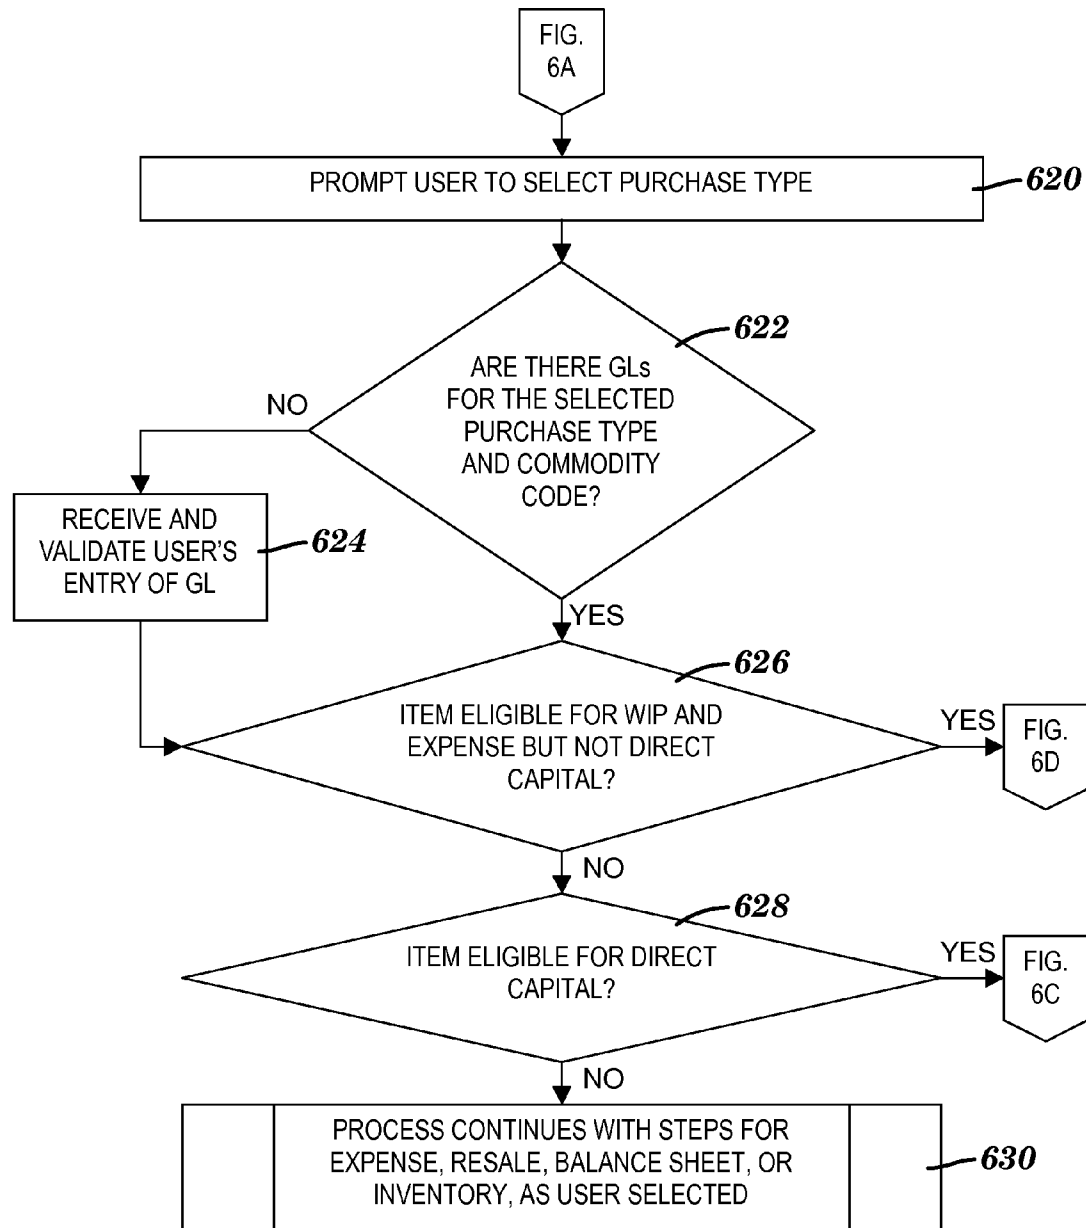 FIG.
6A
PROMPT USER TO SELECT PURCHASE TYPE
620
622
ARE THERE GLs
FOR THE SELECTED
PURCHASE TYPE
AND COMMODITY
CODE?
NO
RECEIVE AND
VALIDATE USER'S
ENTRY OF GL
624
YES
626
ITEM ELIGIBLE FOR WIP AND
EXPENSE BUT NOT DIRECT
CAPITAL?
YES
FIG.
6D
NO
628
ITEM ELIGIBLE FOR DIRECT
CAPITAL?
YES
FIG.
6C
NO
PROCESS CONTINUES WITH STEPS FOR
EXPENSE, RESALE, BALANCE SHEET, OR
INVENTORY, AS USER SELECTED
630